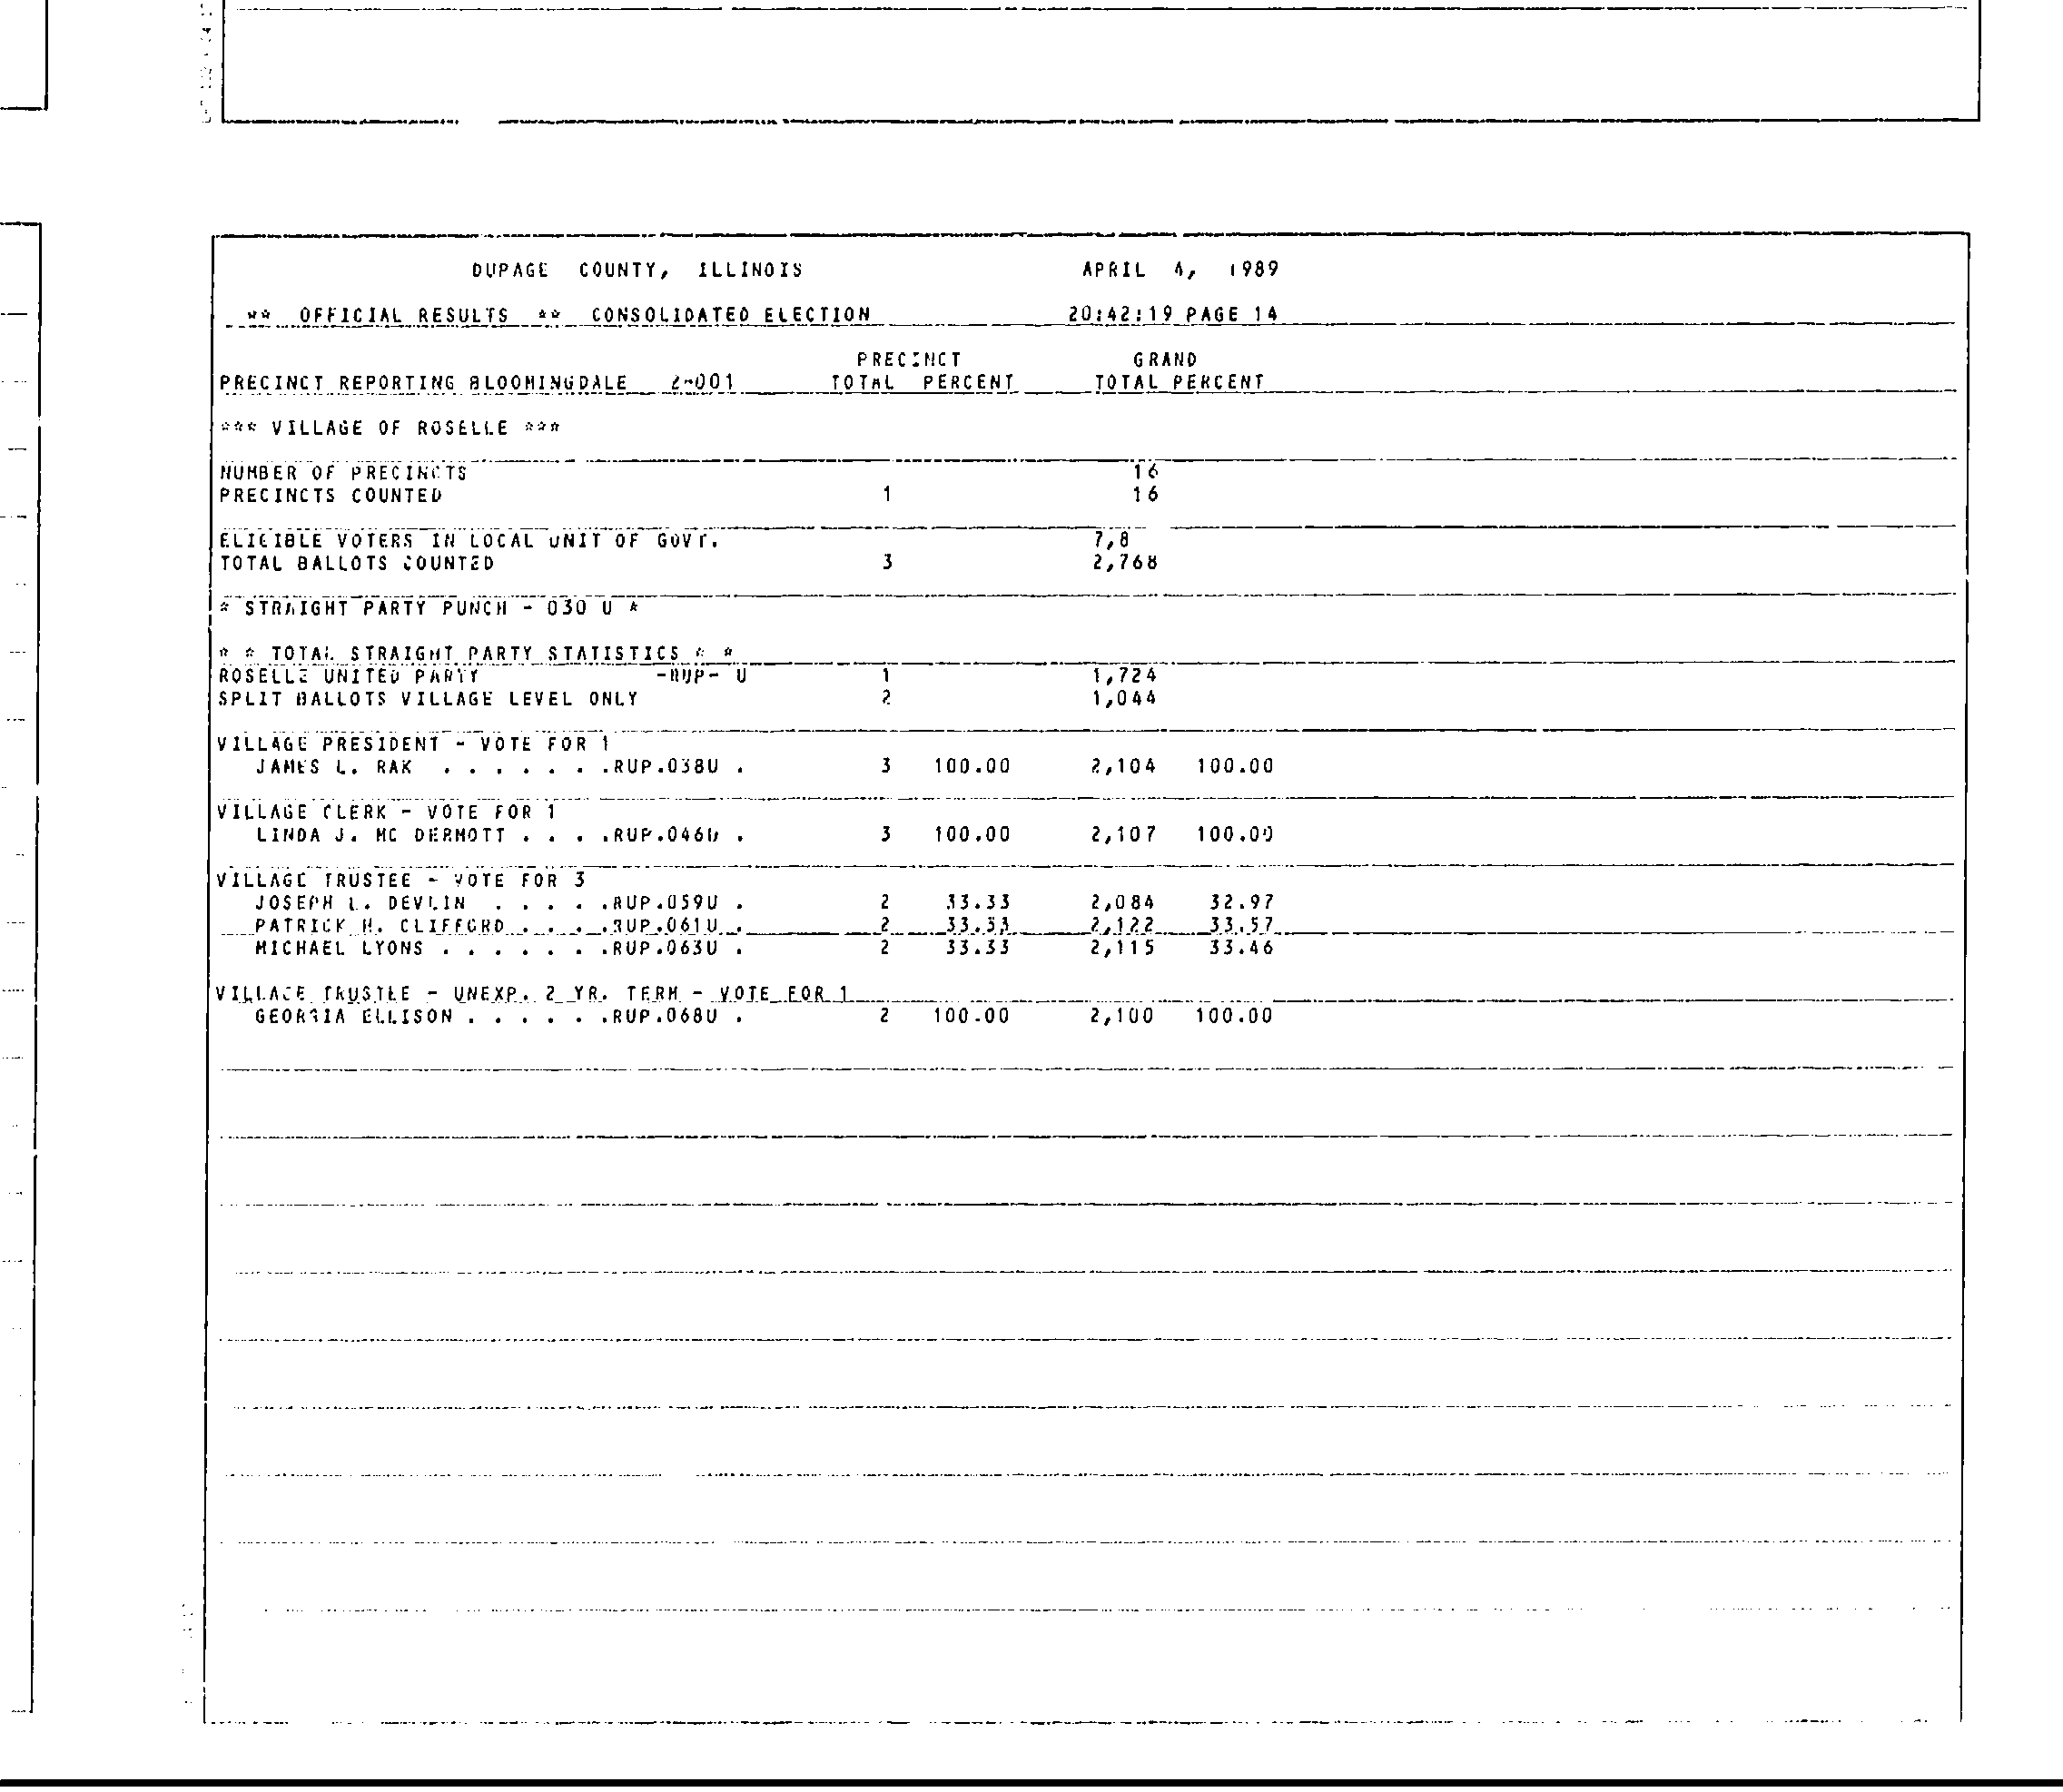 DUPAGE COUNTY, ILLINOIS APRIL 4, 1989
** OFFICIAL RESULTS ** CONSOLIDATED ELECTION 20:42:19 PAGE 14
PRECINCT GRAND
PRECINCT REPORTING BLOOMINGDALE 2-001 TOTAL PERCENT TOTAL PERCENT
*** VILLAGE OF ROSELLE ***
NUMBER OF PRECINCTS 16
PRECINCTS COUNTED 1 16
ELIGIBLE VOTERS IN LOCAL UNIT OF GOVT. 7,8
TOTAL BALLOTS COUNTED 3 2,768
* STRAIGHT PARTY PUNCH - 030 U *
* * TOTAL STRAIGHT PARTY STATISTICS * *
ROSELLE UNITED PARTY -RUP- U 1 1,724
SPLIT BALLOTS VILLAGE LEVEL ONLY 2 1,044
VILLAGE PRESIDENT - VOTE FOR 1
JAMES L. RAK . . . . . . .RUP.038U . 3 100.00 2,104 100.00
VILLAGE CLERK - VOTE FOR 1
LINDA J. MC DERMOTT . . . .RUP.046U . 3 100.00 2,107 100.00
VILLAGE TRUSTEE - VOTE FOR 3
JOSEPH L. DEVLIN . . . . .RUP.059U . 2 33.33 2,084 32.97
PATRICK H. CLIFFORD . . . .RUP.061U . 2 33.33 2,122 33.57
MICHAEL LYONS . . . . . . .RUP.063U . 2 33.33 2,115 33.46
VILLAGE TRUSTEE - UNEXP. 2 YR. TERM - VOTE FOR 1
GEORGIA ELLISON . . . . . .RUP.068U . 2 100.00 2,100 100.00